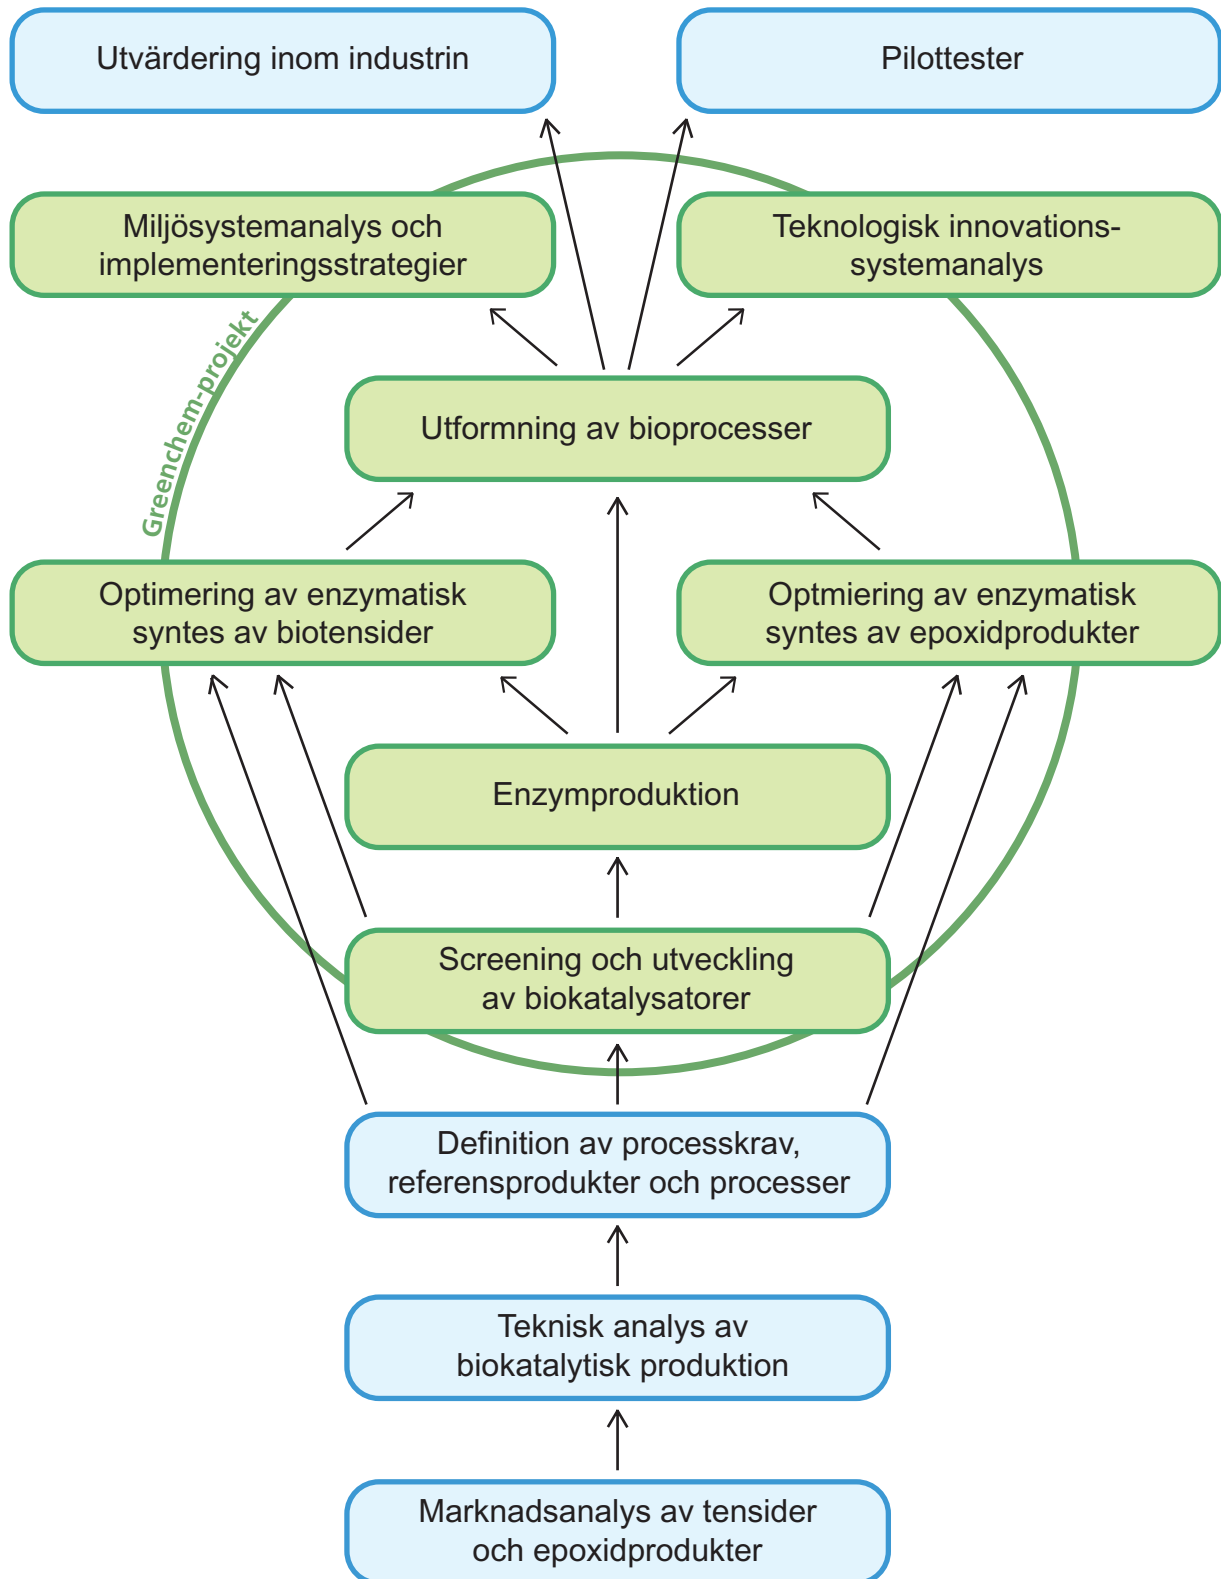 Utvärdering inom industrin
Pilottester
Miljösystemanalys och
implementeringsstrategier
Teknologisk innovations-
systemanalys
Greenchem-projekt
Utformning av bioprocesser
Optimering av enzymatisk
syntes av biotensider
Optmiering av enzymatisk
syntes av epoxidprodukter
Enzymproduktion
Screening och utveckling
av biokatalysatorer
Definition av processkrav,
referensprodukter och processer
Teknisk analys av
biokatalytisk produktion
Marknadsanalys av tensider
och epoxidprodukter